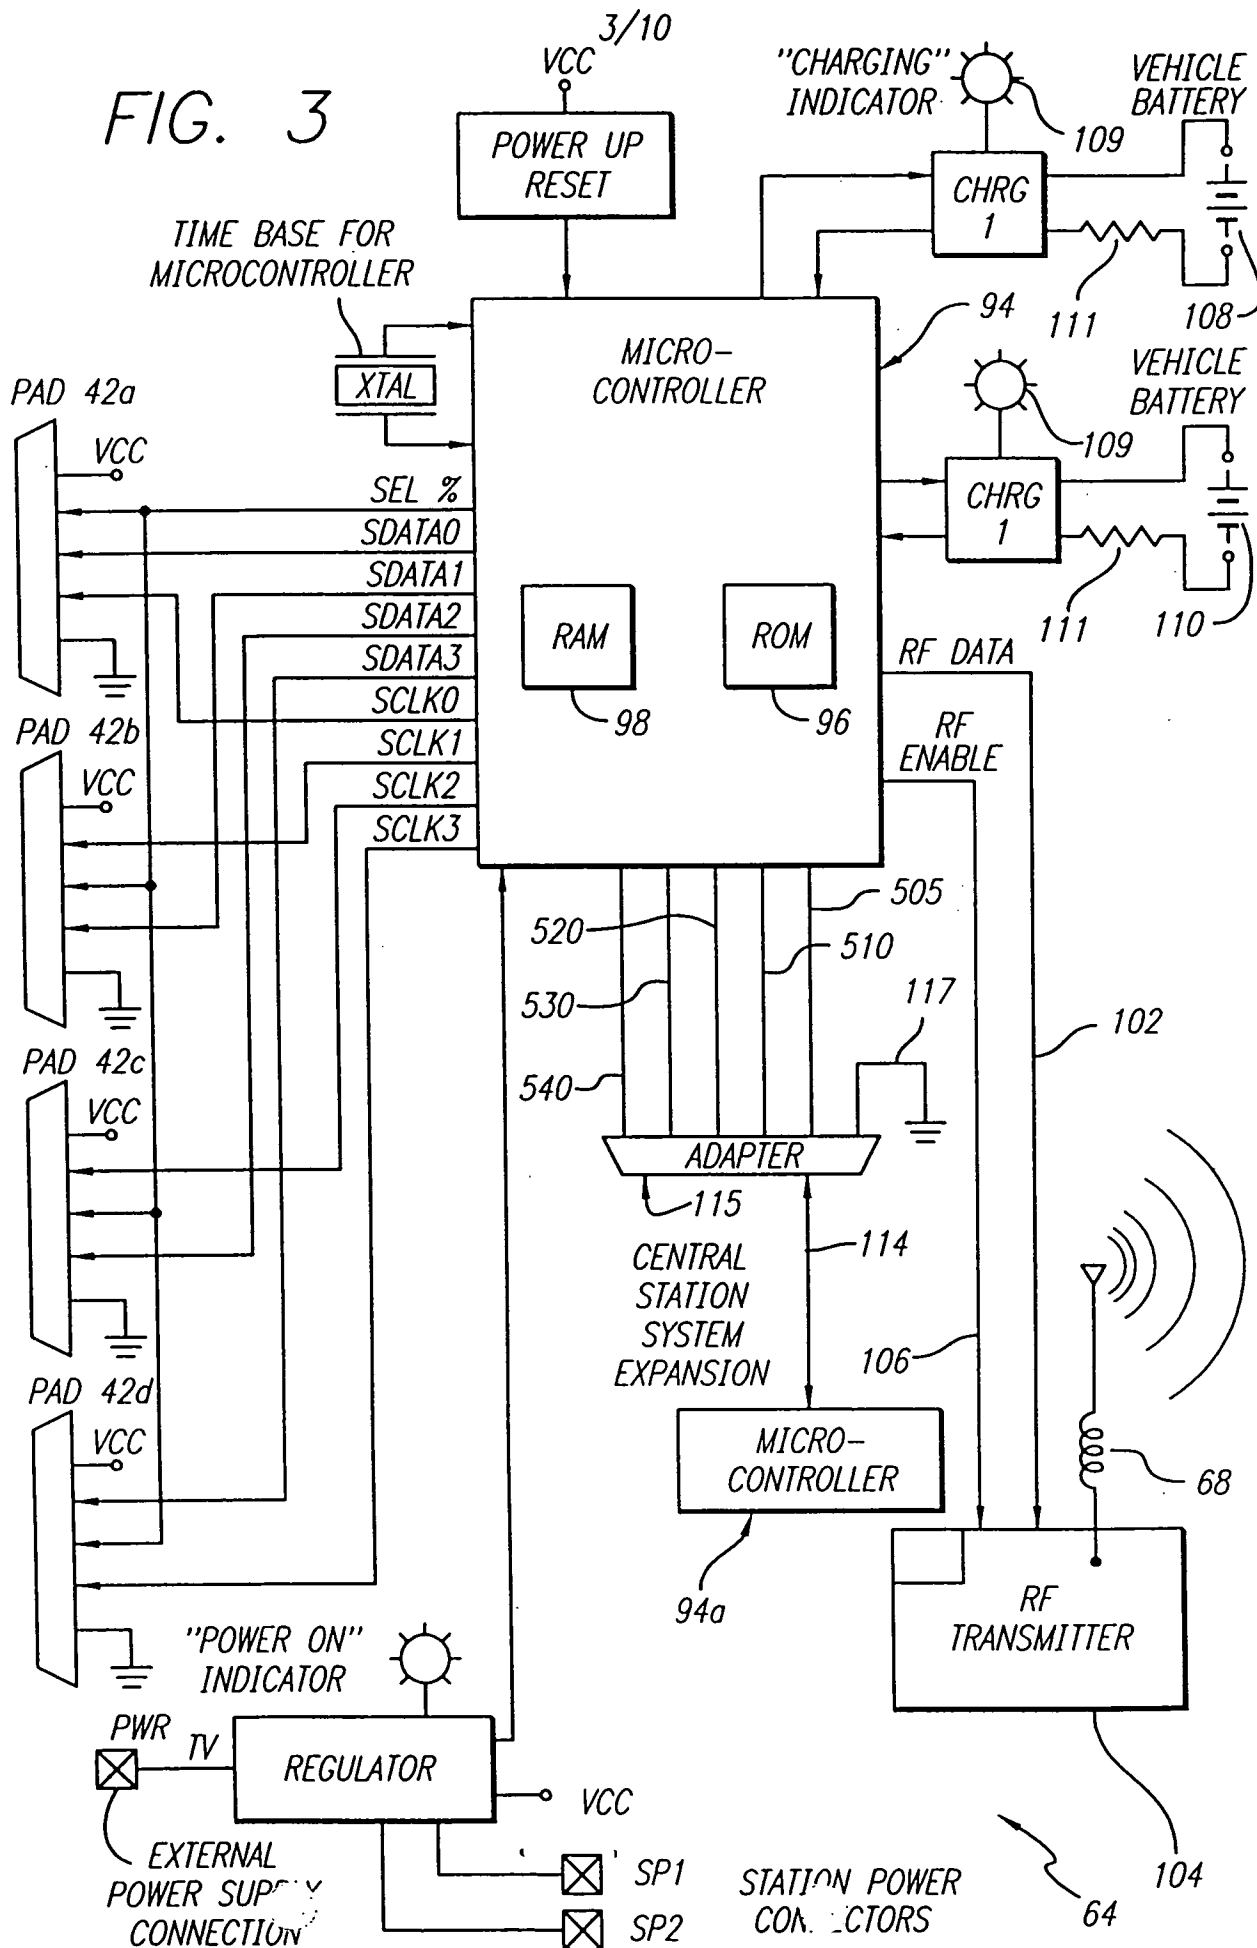 3/10
FIG. 3
VCC
POWER UP
RESET
"CHARGING"
INDICATOR
109
VEHICLE
BATTERY
CHRG
1
111
108
TIME BASE FOR
MICROCONTROLLER
XTAL
MICRO-
CONTROLLER
94
VEHICLE
BATTERY
109
CHRG
1
111
110
PAD 42a
VCC
SEL %
SDATA0
SDATA1
SDATA2
SDATA3
SCLK0
SCLK1
SCLK2
SCLK3
RAM
98
ROM
96
RF DATA
RF
ENABLE
PAD 42b
VCC
505
520
510
530
540
117
102
PAD 42c
VCC
ADAPTER
115
114
CENTRAL
STATION
SYSTEM
EXPANSION
106
PAD 42d
VCC
MICRO-
CONTROLLER
94a
68
RF
TRANSMITTER
104
64
"POWER ON"
INDICATOR
PWR
TV
REGULATOR
VCC
EXTERNAL
POWER SUPPLY
CONNECTION
SP1
SP2
STATION POWER
CONNECTORS